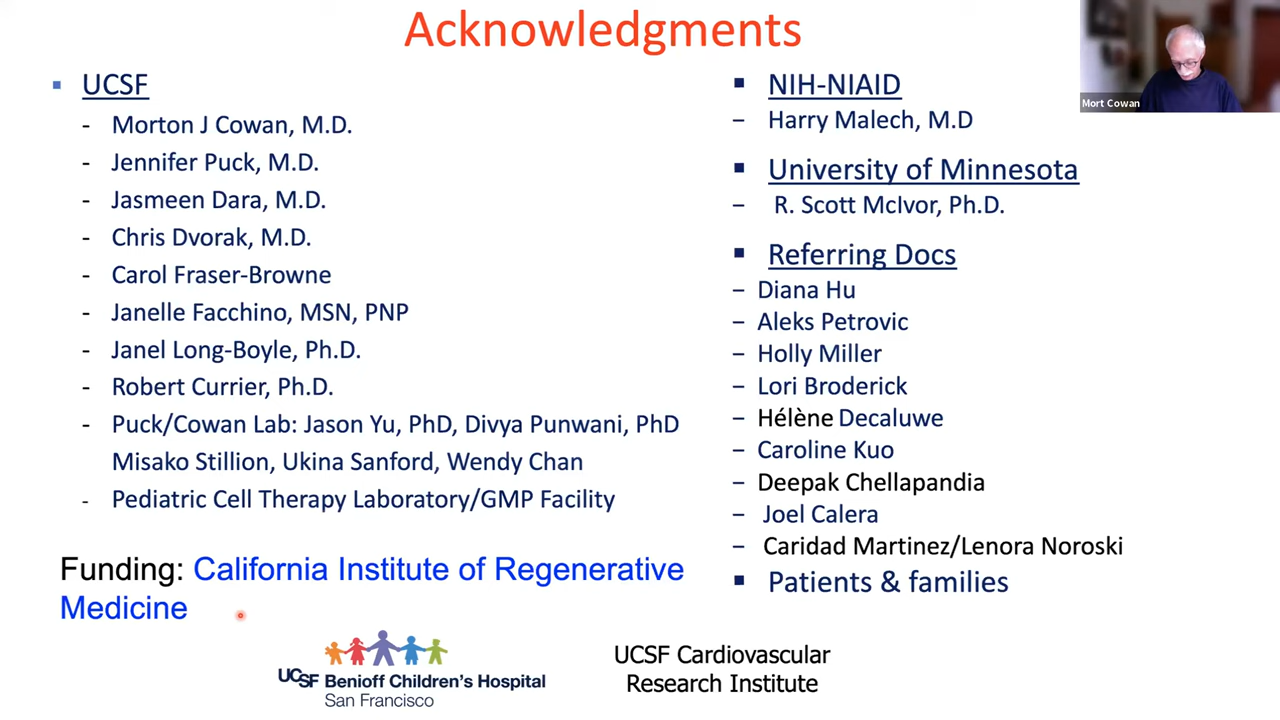 Acknowledgments
▪ UCSF
- Morton J Cowan, M.D.
- Jennifer Puck, M.D.
- Jasmeen Dara, M.D.
- Chris Dvorak, M.D.
- Carol Fraser-Browne
- Janelle Facchino, MSN, PNP
- Janel Long-Boyle, Ph.D.
- Robert Currier, Ph.D.
- Puck/Cowan Lab: Jason Yu, PhD, Divya Punwani, PhD
Misako Stillion, Ukina Sanford, Wendy Chan
- Pediatric Cell Therapy Laboratory/GMP Facility
Funding: California Institute of Regenerative
Medicine
▪ NIH-NIAID
− Harry Malech, M.D
▪ University of Minnesota
− R. Scott McIvor, Ph.D.
▪ Referring Docs
− Diana Hu
− Aleks Petrovic
− Holly Miller
− Lori Broderick
− Hélène Decaluwe
− Caroline Kuo
− Deepak Chellapandia
− Joel Calera
− Caridad Martinez/Lenora Noroski
▪ Patients & families
UCSF Benioff Children's Hospital
San Francisco
UCSF Cardiovascular
Research Institute
Mort Cowan